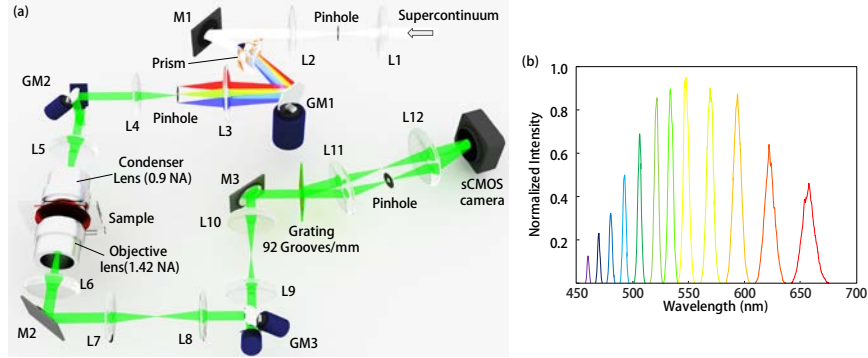 (a)
M1
Pinhole
Supercontinuum
L2
L1
Prism
GM2
GM1
L4
Pinhole
L3
L12
L5
L11
Condenser
Lens (0.9 NA)
M3
sCMOS
camera
Pinhole
Sample
L10
Grating
92 Grooves/mm
Objective
lens(1.42 NA)
L6
L9
M2
L7
L8
GM3
(b)
Normalized Intensity
1.0
0.8
0.6
0.4
0.2
450 500 550 600 650 700
Wavelength (nm)